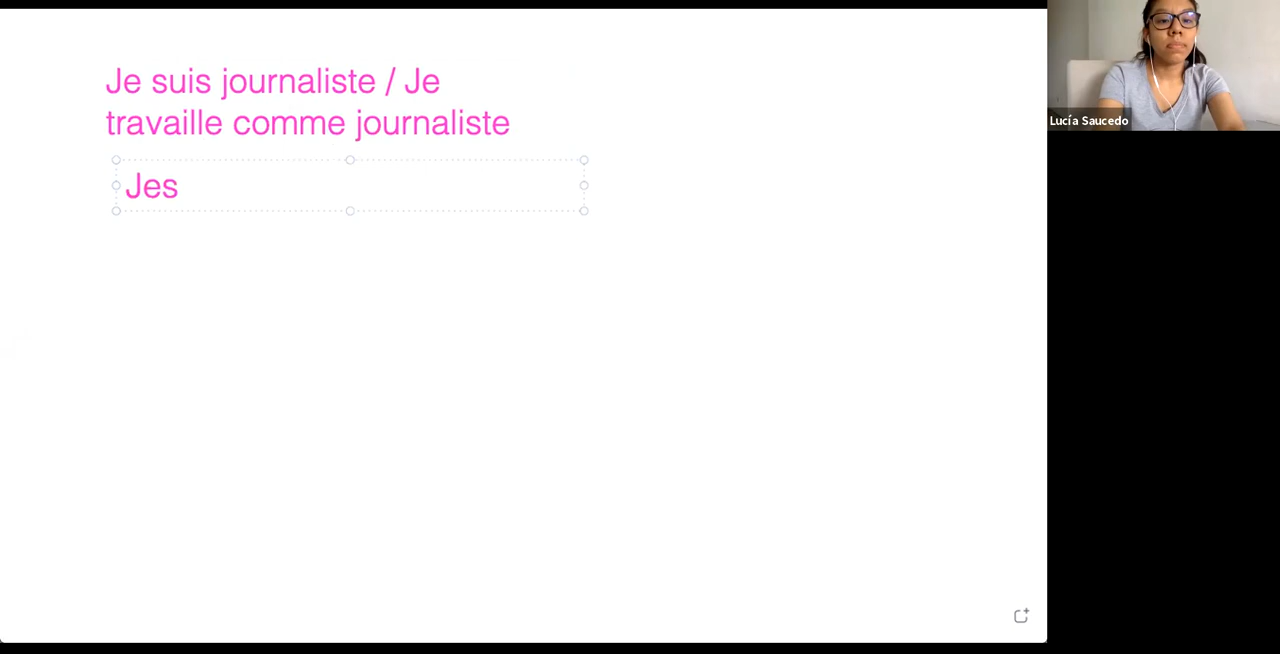 Je suis journaliste / Je
travaille comme journaliste
Jes
Lucía Saucedo